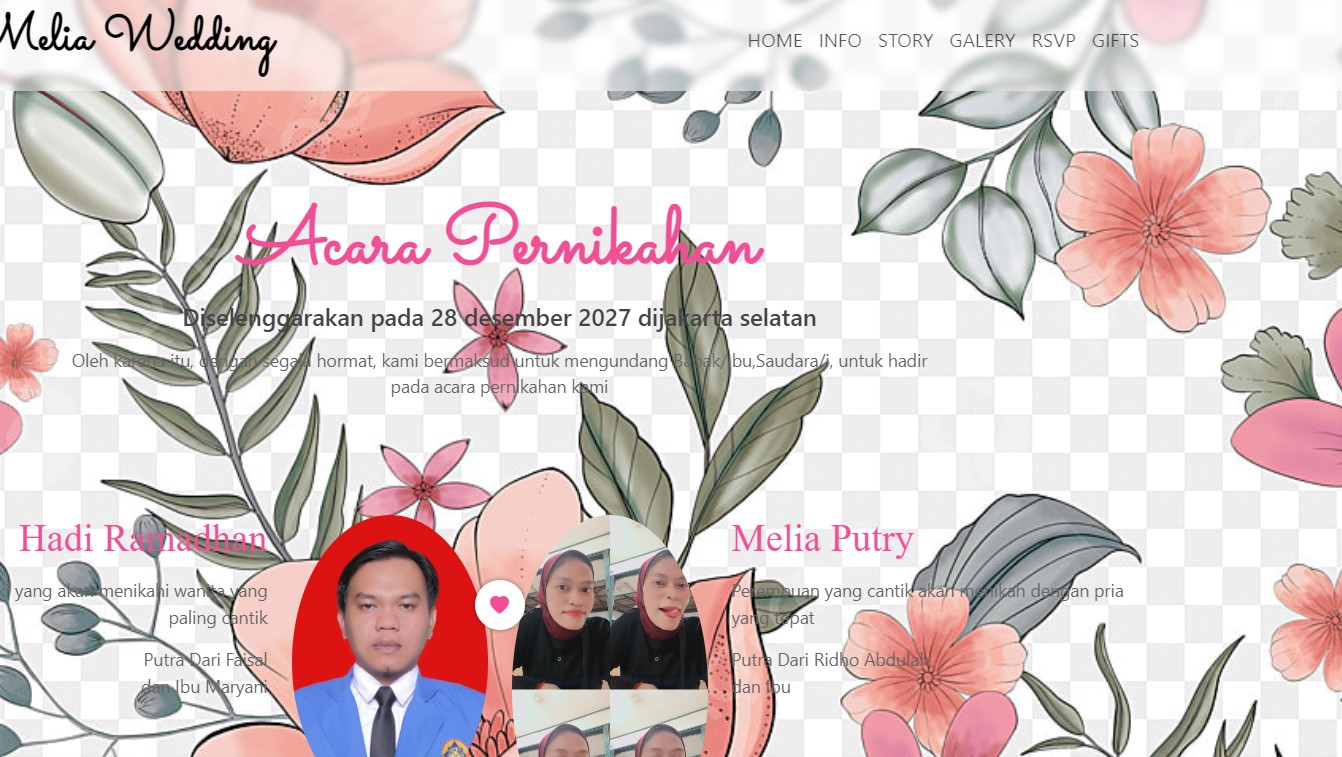 Melia Wedding
HOME INFO STORY GALERY RSVP GIFTS
Acara Pernikahan
Diselenggarakan pada 28 desember 2027 dijakarta selatan
Oleh karena itu, dengan segala hormat, kami bermaksud untuk mengundang Bapak/Ibu,Saudara/i, untuk hadir
pada acara pernikahan kami
Hadi Ramadhan
yang akan menikahi wanita yang
paling cantik
Putra Dari Faisal
dan Ibu Maryani
Melia Putry
Perempuan yang cantik akan menikah dengan pria
yang tepat
Putra Dari Ridho Abdulah
dan Ibu